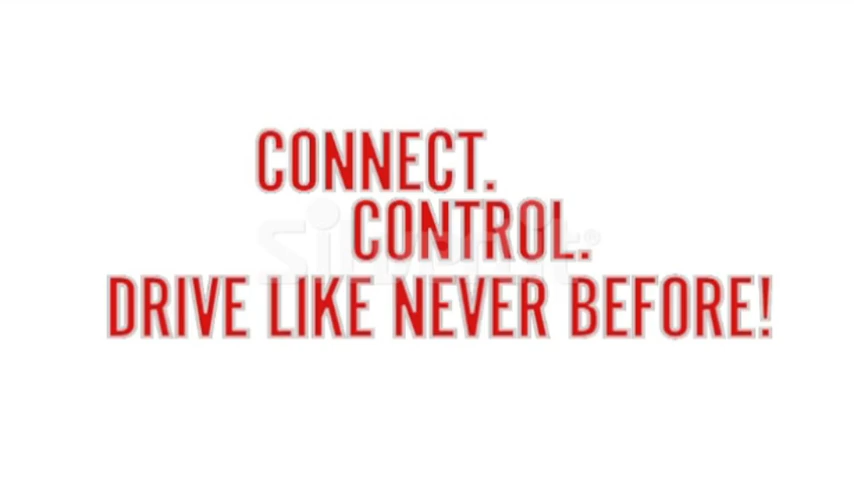 CONNECT.
CONTROL.
DRIVE LIKE NEVER BEFORE!